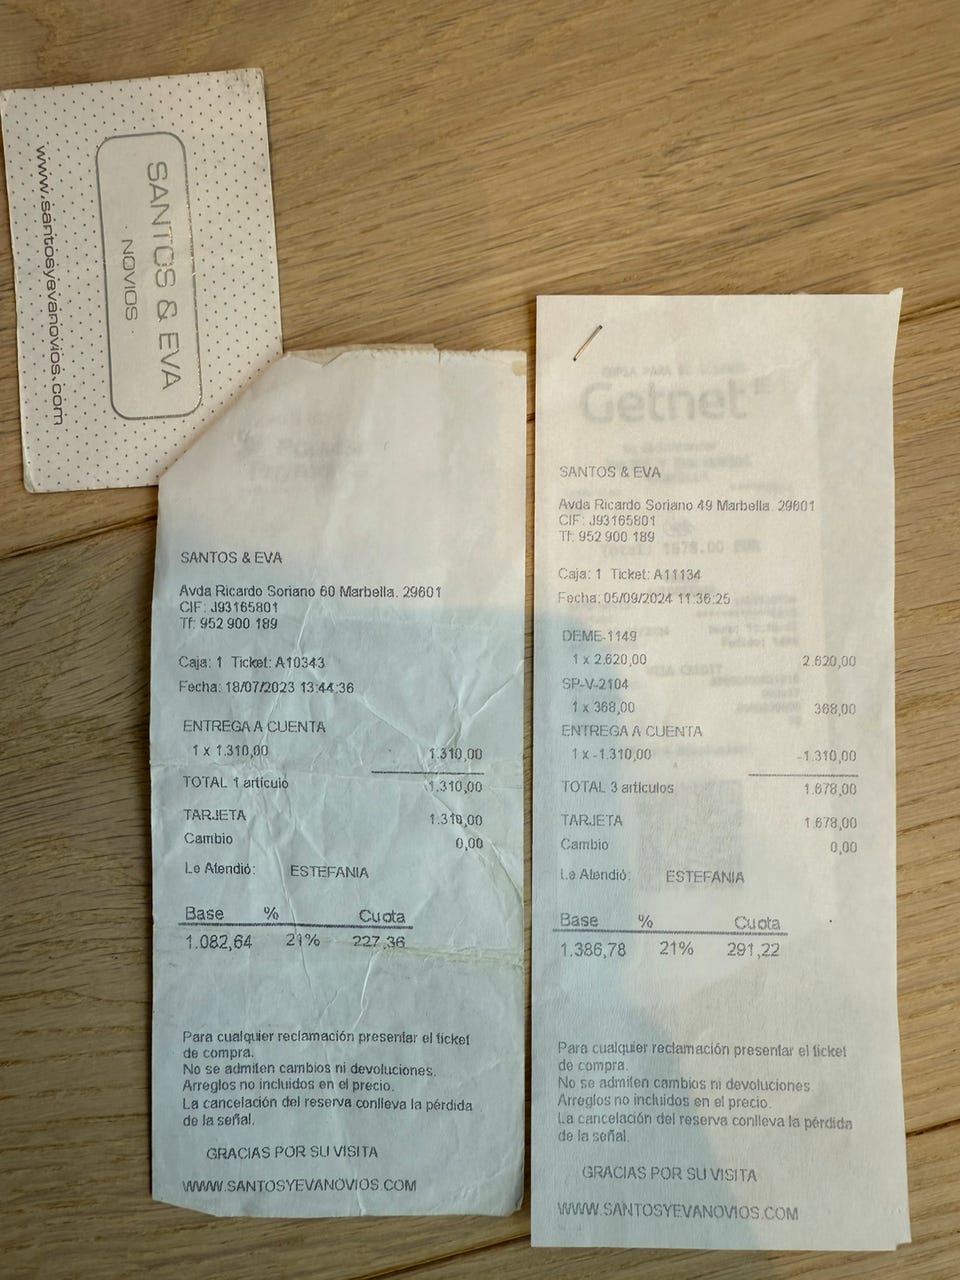 SANTOS & EVA
NOVIOS
www.santosyevanovios.com
SANTOS & EVA
Avda Ricardo Soriano 60 Marbella. 29601
CIF: J93165801
Tf: 952 900 189
Caja: 1 Ticket: A10343
Fecha: 18/07/2023 13:44:36
ENTREGA A CUENTA
1 x 1.310,00 1.310,00
TOTAL 1 artículo 1.310,00
TARJETA 1.310,00
Cambio 0,00
Le Atendió: ESTEFANIA
Base % Cuota
1.082,64 21% 227,36
Para cualquier reclamación presentar el ticket
de compra.
No se admiten cambios ni devoluciones.
Arreglos no incluidos en el precio.
La cancelación del reserva conlleva la pérdida
de la señal.
GRACIAS POR SU VISITA
WWW.SANTOSYEVANOVIOS.COM
Getnet
SANTOS & EVA
Avda Ricardo Soriano 49 Marbella. 29601
CIF: J93165801
Tf: 952 900 189
Caja: 1 Ticket: A11134
Fecha: 05/09/2024 11:36:25
DEME-1149
1 x 2.620,00 2.620,00
SP-V-2104
1 x 368,00 368,00
ENTREGA A CUENTA
1 x -1.310,00 -1.310,00
TOTAL 3 artículos 1.678,00
TARJETA 1.678,00
Cambio 0,00
Le Atendió: ESTEFANIA
Base % Cuota
1.386,78 21% 291,22
Para cualquier reclamación presentar el ticket
de compra.
No se admiten cambios ni devoluciones.
Arreglos no incluidos en el precio.
La cancelación del reserva conlleva la pérdida
de la señal.
GRACIAS POR SU VISITA
WWW.SANTOSYEVANOVIOS.COM